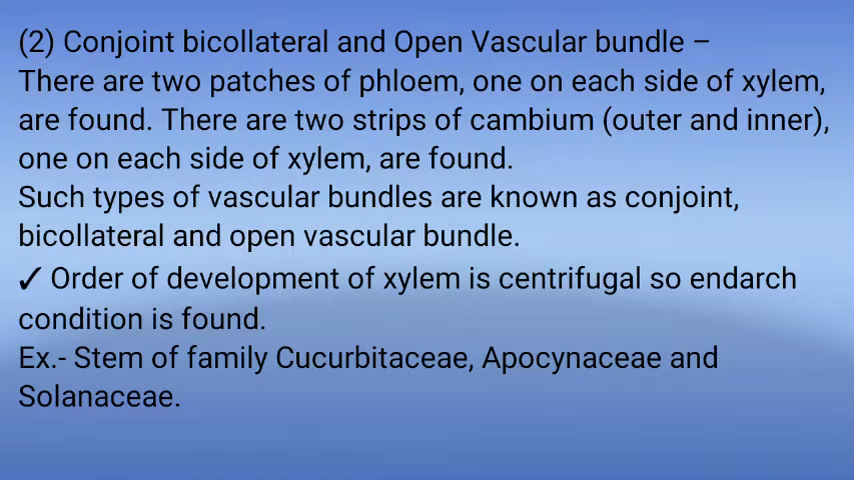 (2) Conjoint bicollateral and Open Vascular bundle –
There are two patches of phloem, one on each side of xylem,
are found. There are two strips of cambium (outer and inner),
one on each side of xylem, are found.
Such types of vascular bundles are known as conjoint,
bicollateral and open vascular bundle.
✓ Order of development of xylem is centrifugal so endarch
condition is found.
Ex.- Stem of family Cucurbitaceae, Apocynaceae and
Solanaceae.